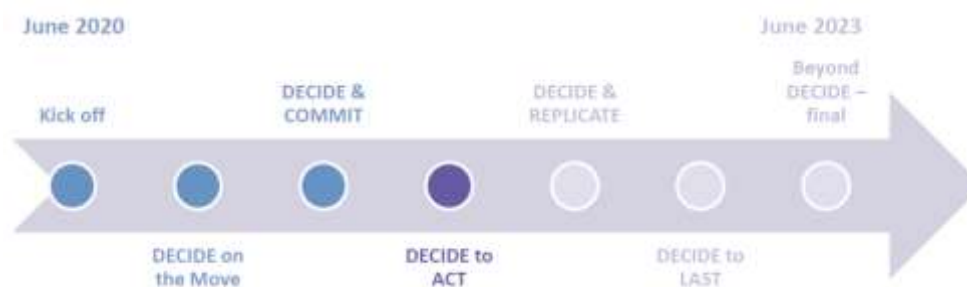 June 2020
June 2023
Kick off
DECIDE &
COMMIT
DECIDE &
REPLICATE
Beyond
DECIDE –
final
DECIDE on
the Move
DECIDE to
ACT
DECIDE to
LAST